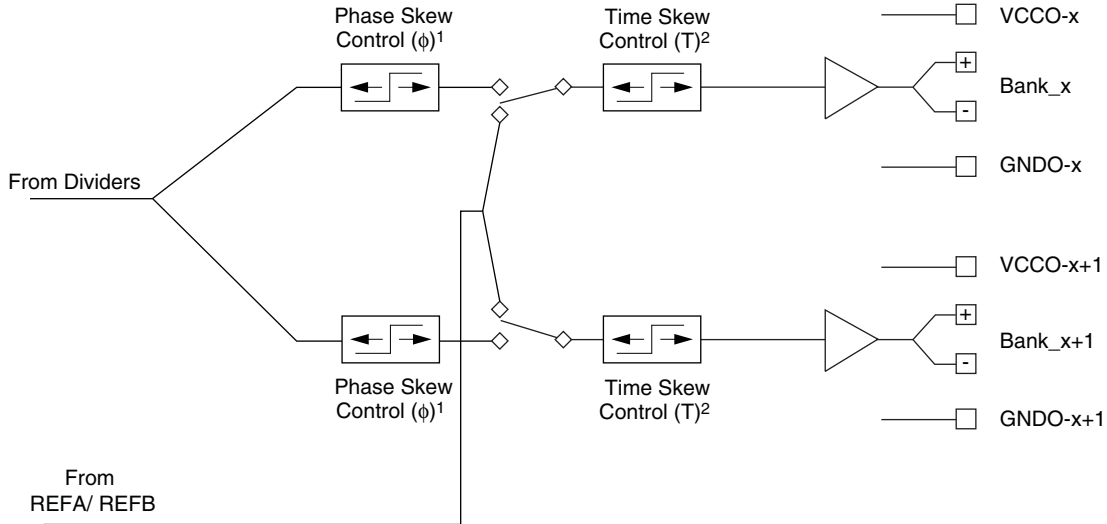 Phase Skew
Control (ϕ)1
Time Skew
Control (T)2
VCCO-x
+
Bank_x
-
GNDO-x
From Dividers
VCCO-x+1
+
Bank_x+1
-
GNDO-x+1
Phase Skew
Control (ϕ)1
Time Skew
Control (T)2
From
REFA/ REFB